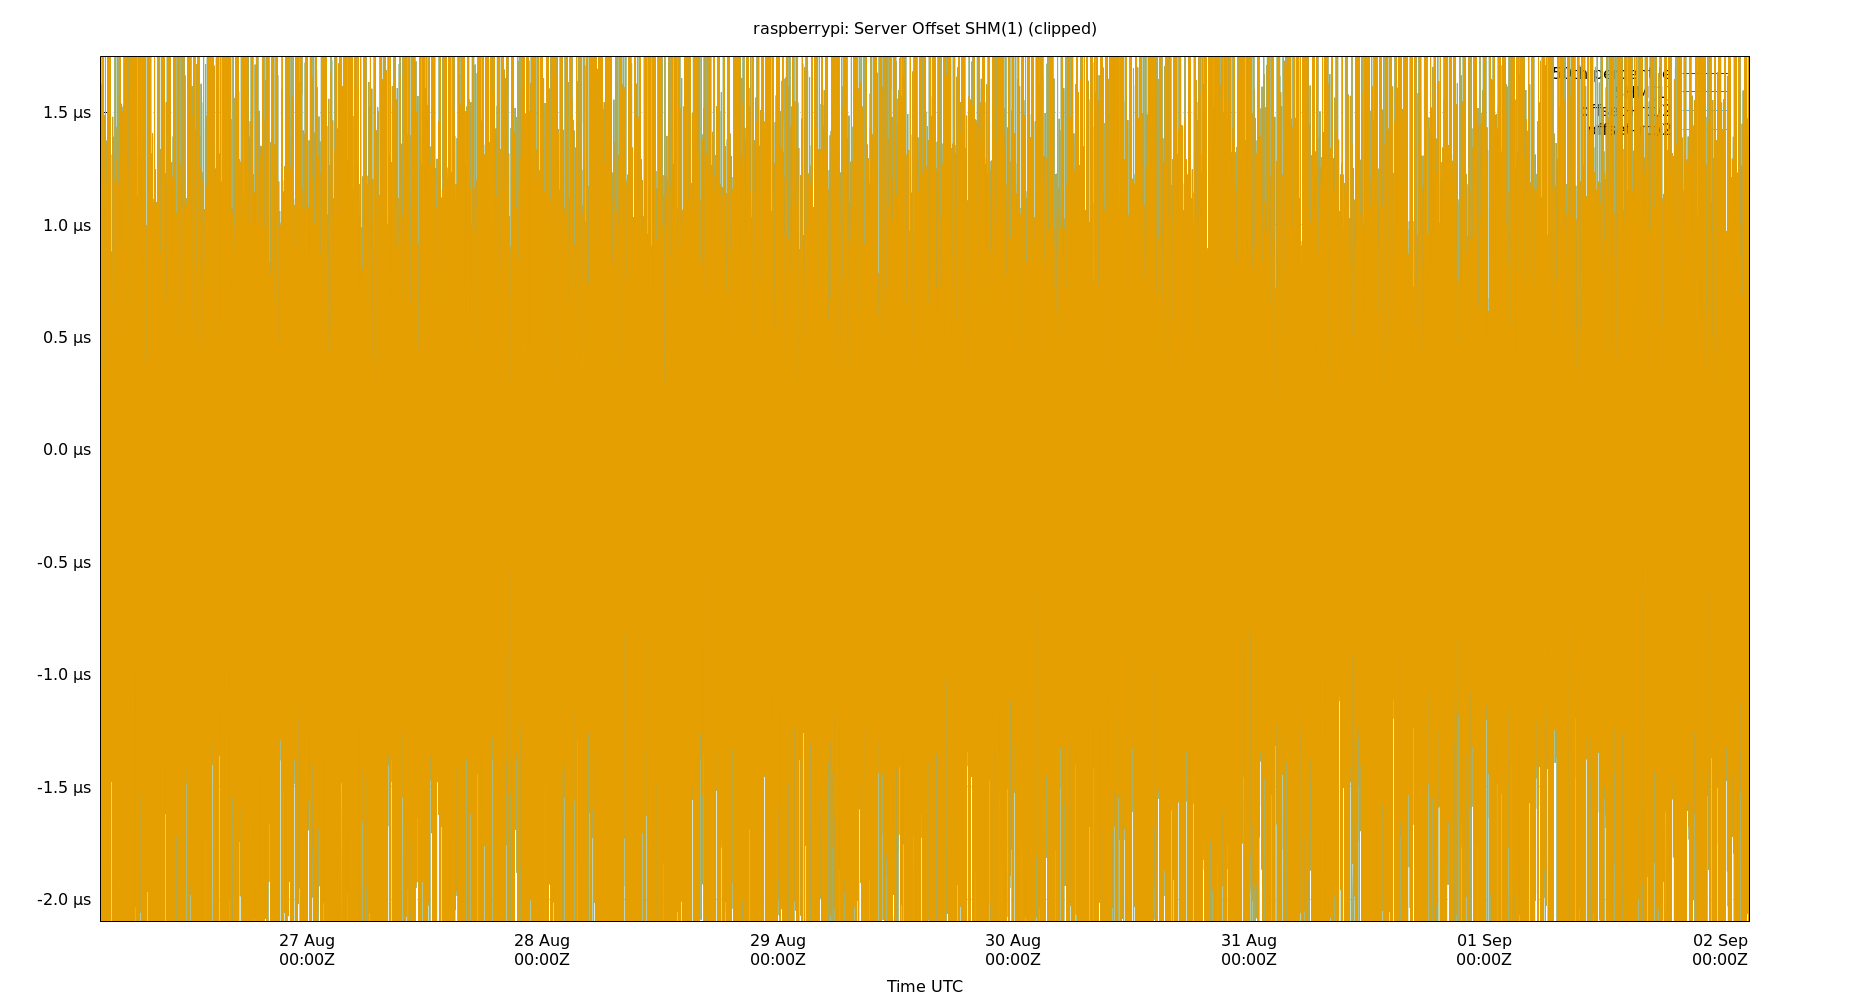 raspberrypi: Server Offset SHM(1) (clipped)
1.5 µs
1.0 µs
0.5 µs
0.0 µs
-0.5 µs
-1.0 µs
-1.5 µs
-2.0 µs
27 Aug
00:00Z
28 Aug
00:00Z
29 Aug
00:00Z
30 Aug
00:00Z
31 Aug
00:00Z
01 Sep
00:00Z
02 Sep
00:00Z
Time UTC